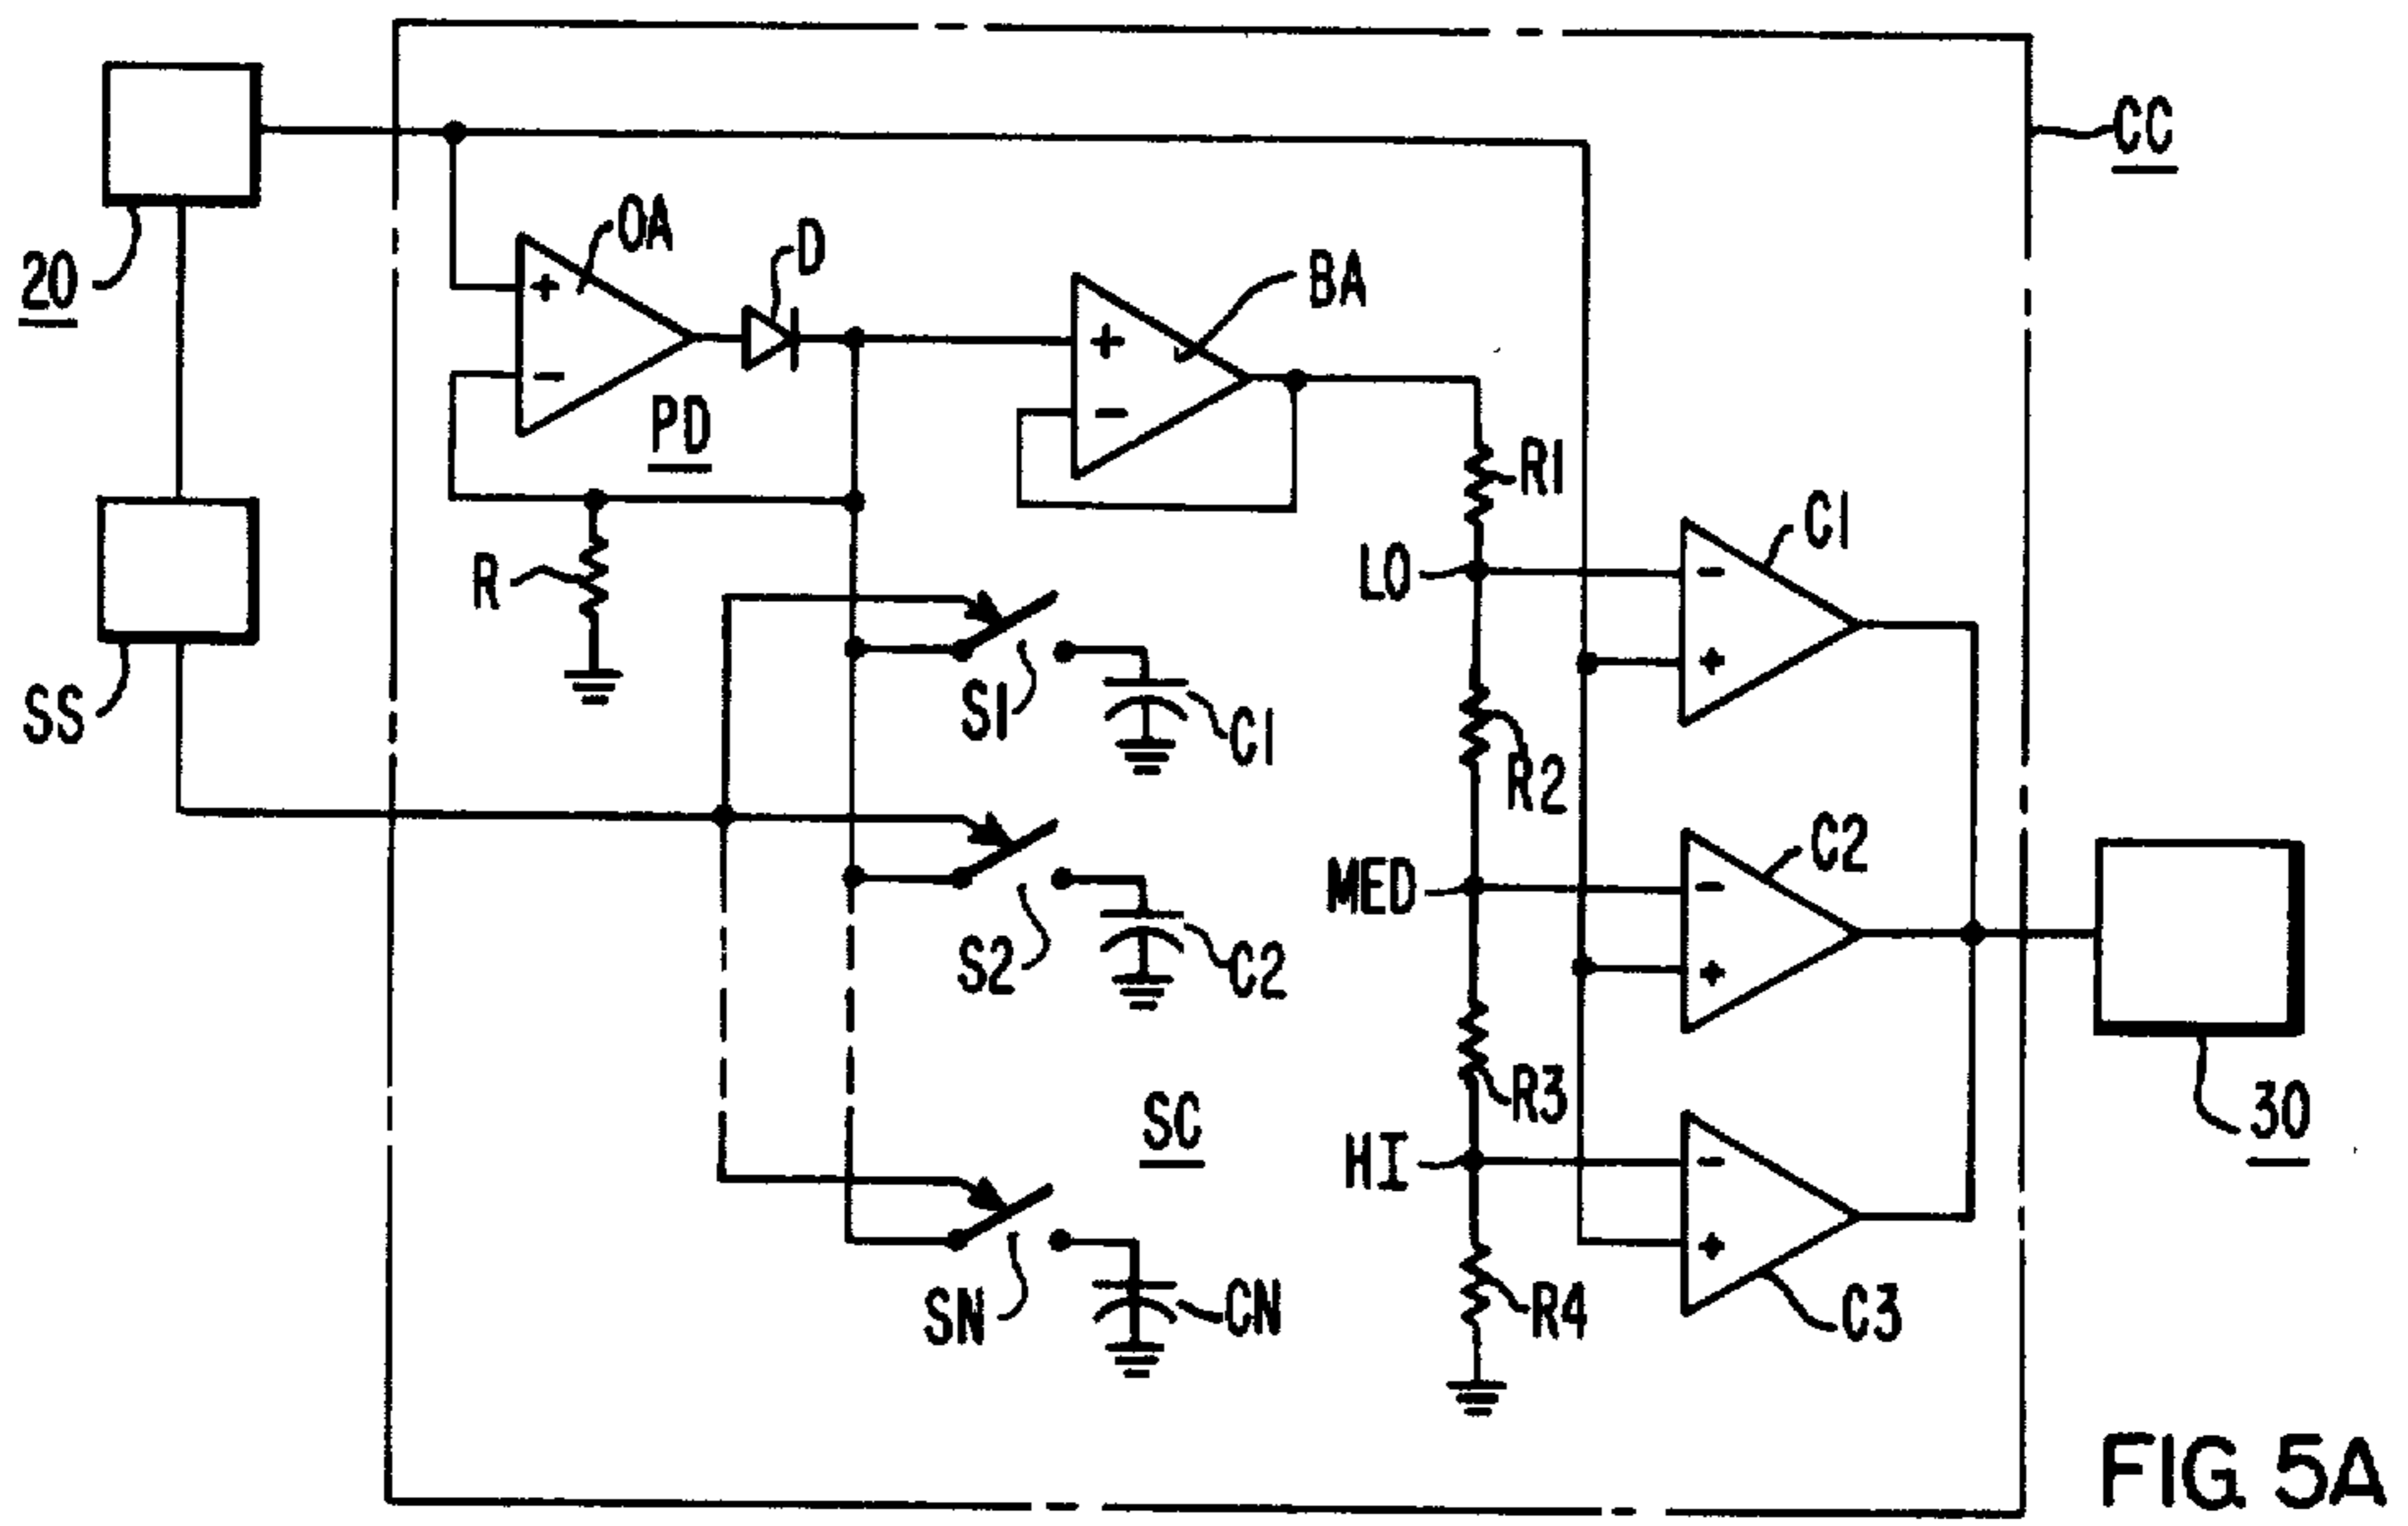 CC
20
OA
D
BA
+
+
-
-
PD
R1
C1
LO
-
R
+
SS
S1
C1
R2
C2
MED
-
S2
C2
+
R3
SC
30
HI
-
+
SN
CN
R4
C3
FIG 5A